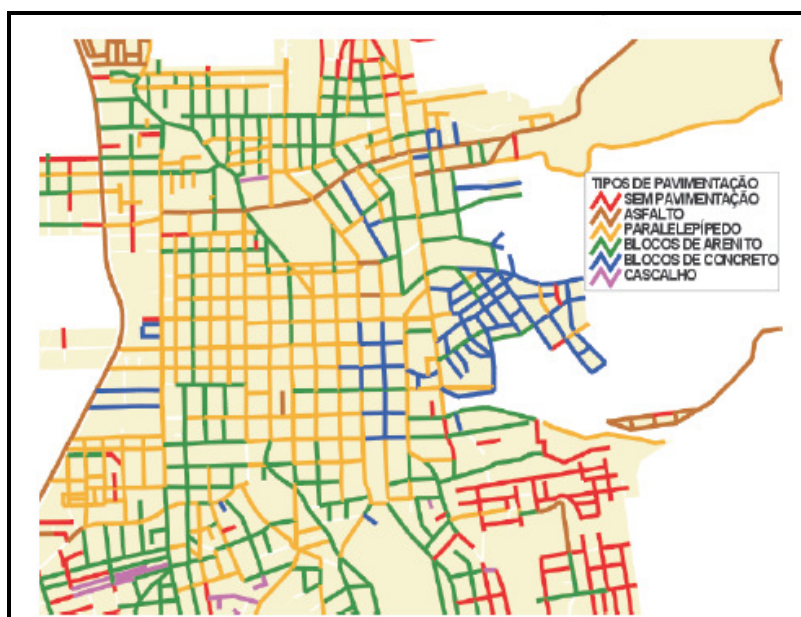 TIPOS DE PAVIMENTAÇÃO
SEM PAVIMENTAÇÃO
ASFALTO
PARALELEPÍPEDO
BLOCOS DE ARENITO
BLOCOS DE CONCRETO
CASCALHO